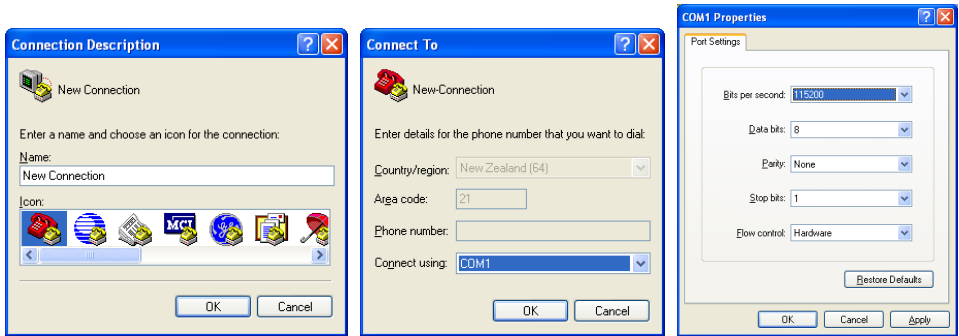 Connection Description
New Connection
Enter a name and choose an icon for the connection:
Name:
New Connection
Icon:
MCI
OK Cancel
Connect To
New-Connection
Enter details for the phone number that you want to dial:
Country/region: New Zealand (64)
Area code: 21
Phone number:
Connect using: COM1
OK Cancel
COM1 Properties
Port Settings
Bits per second: 115200
Data bits: 8
Parity: None
Stop bits: 1
Flow control: Hardware
Restore Defaults
OK Cancel Apply